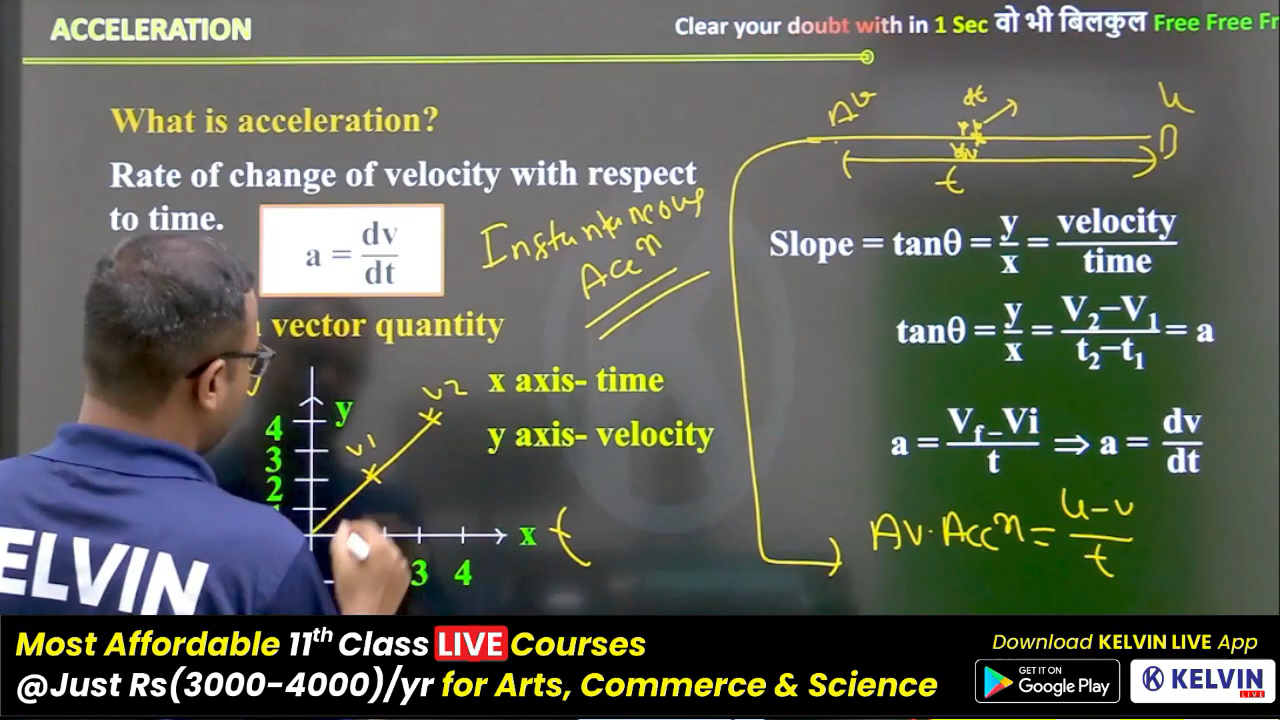 ACCELERATION
Clear your doubt with in 1 Sec वो भी बिलकुल Free Free Fr
What is acceleration?
Rate of change of velocity with respect
to time.
a = dv/dt
Instantaneous
Accⁿ
vector quantity
x axis- time
y axis- velocity
y
4
3
2
1
v1
v2
3 4
x t
A v
dt
dv
u
B
t
Slope = tanθ = y/x = velocity/time
tanθ = y/x = V₂–V₁/t₂–t₁ = a
a = Vf – Vi/t ⇒ a = dv/dt
Av. Accⁿ = u–v/t
ELVIN
Most Affordable 11th Class LIVE Courses
@Just Rs(3000-4000)/yr for Arts, Commerce & Science
Download KELVIN LIVE App
GET IT ON
Google Play
KELVIN
LIVE